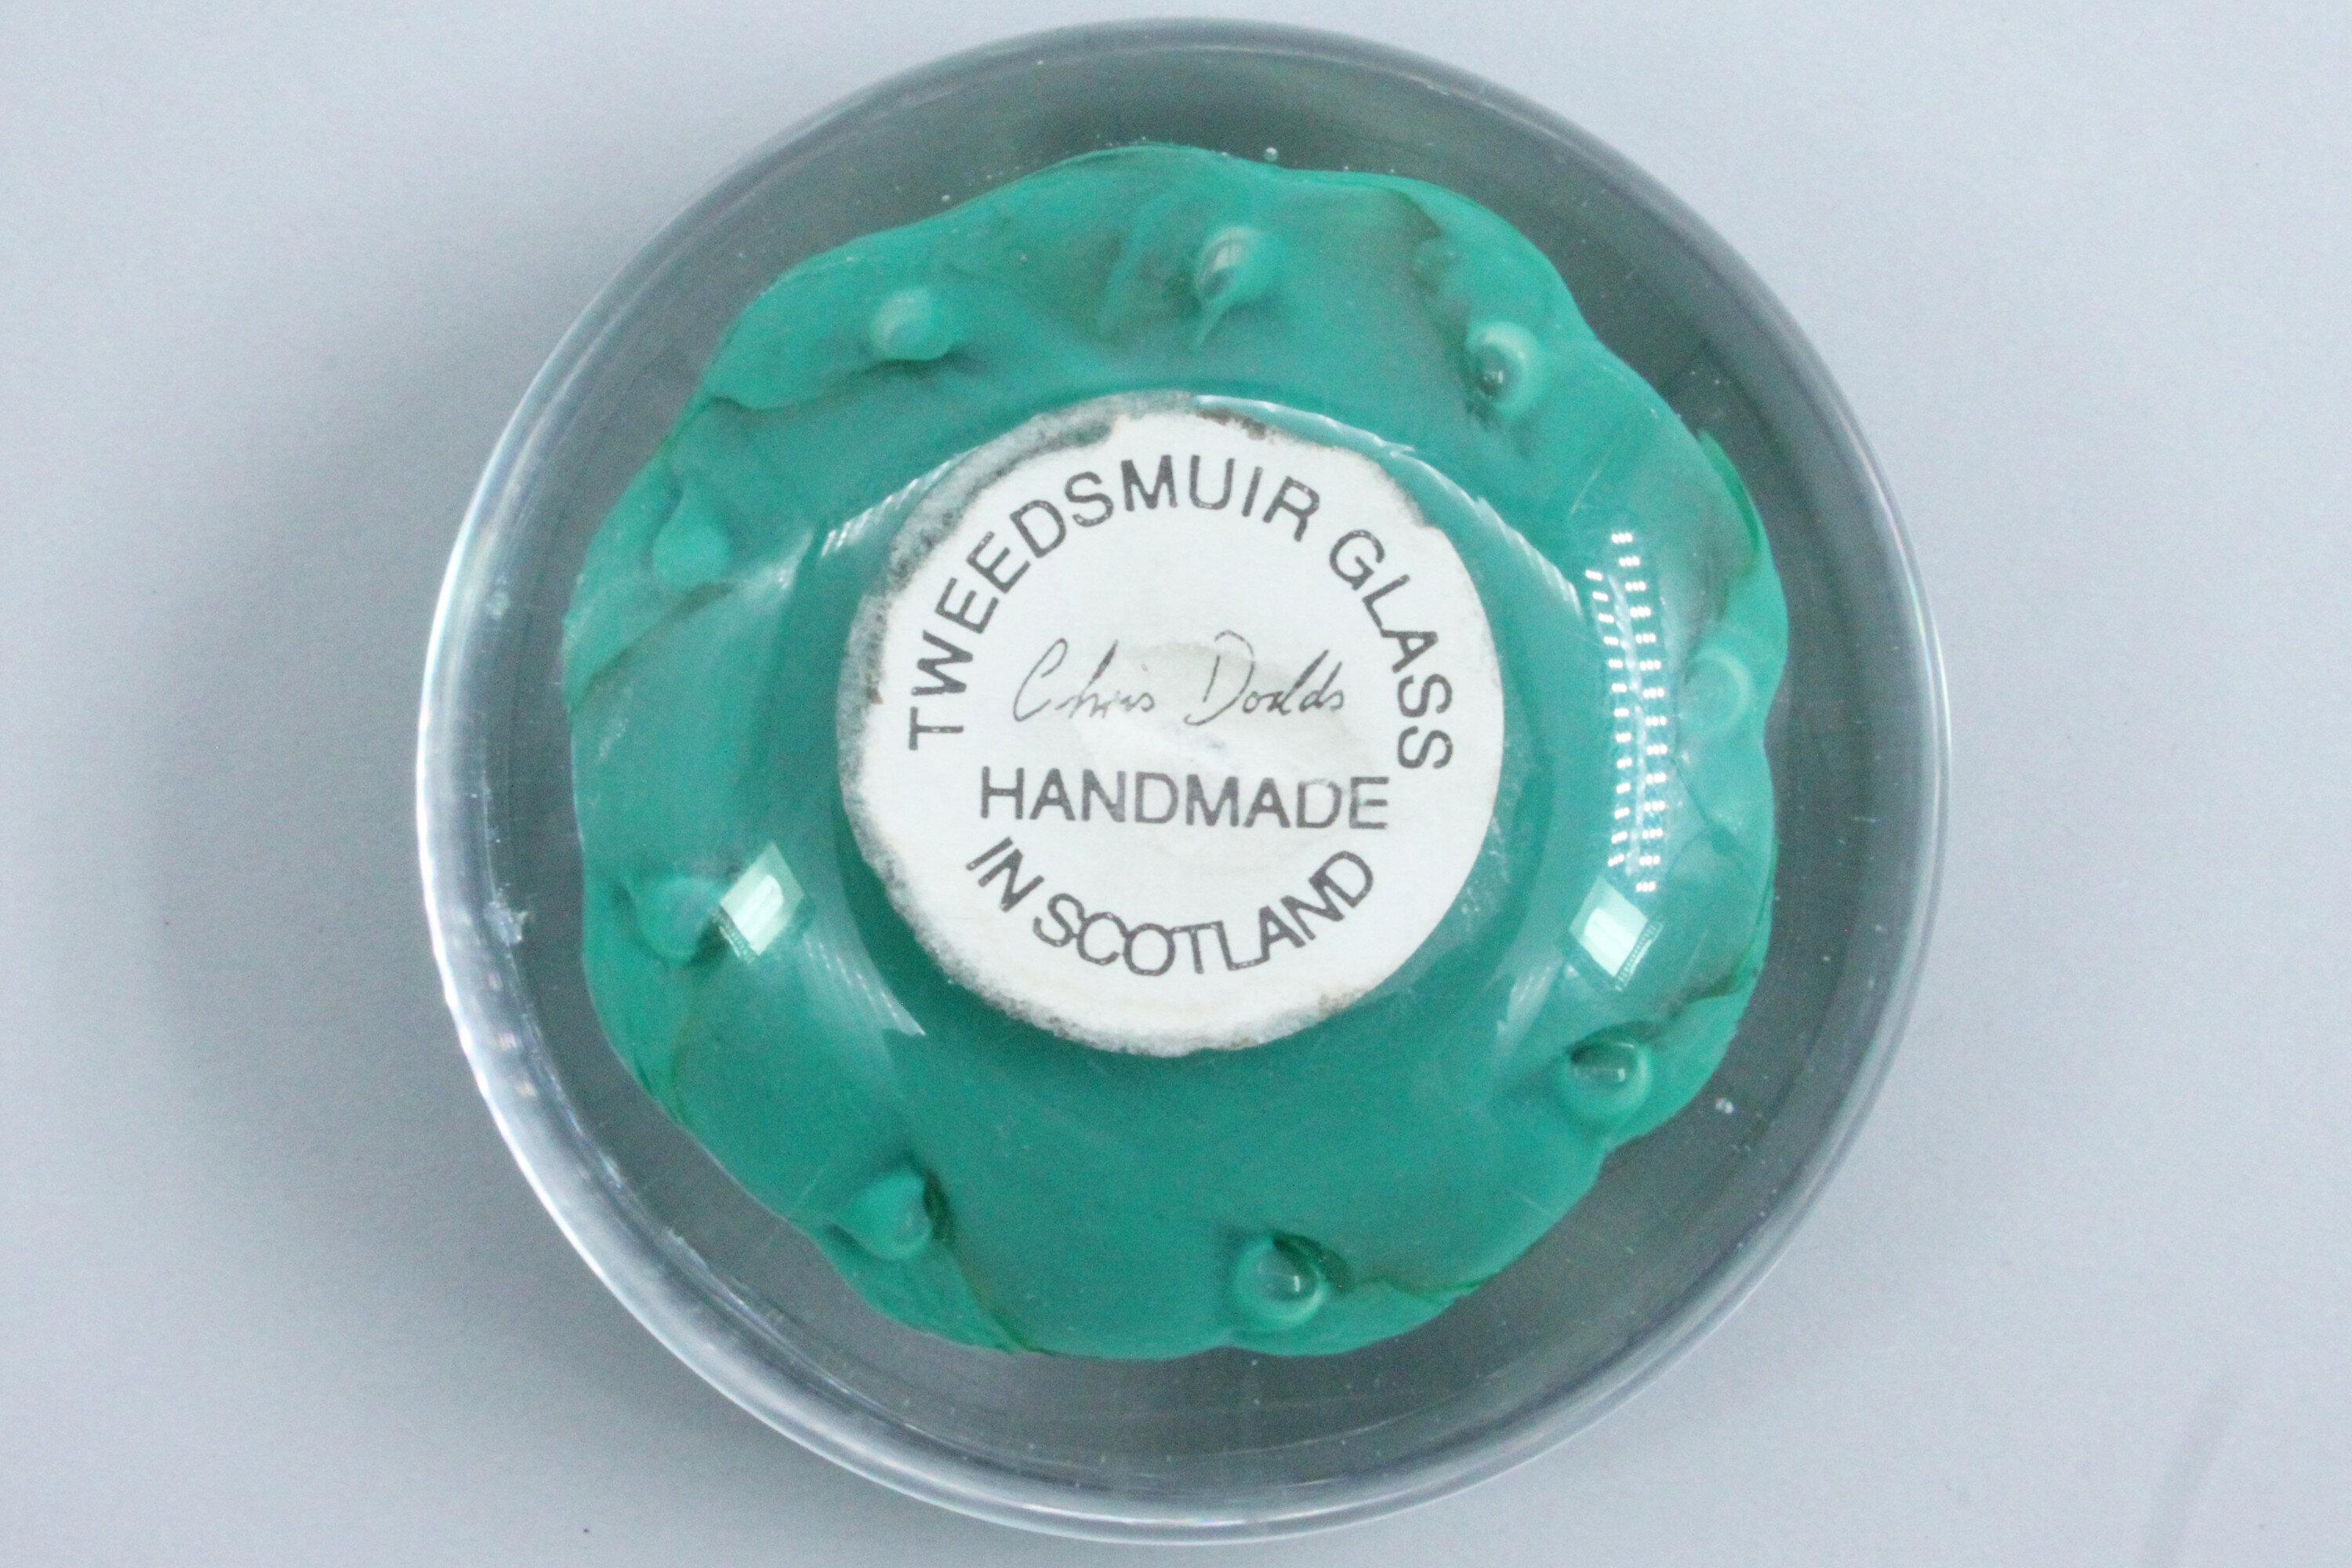 TWEEDSMUIR GLASS
Chris Dodds
HANDMADE
IN SCOTLAND